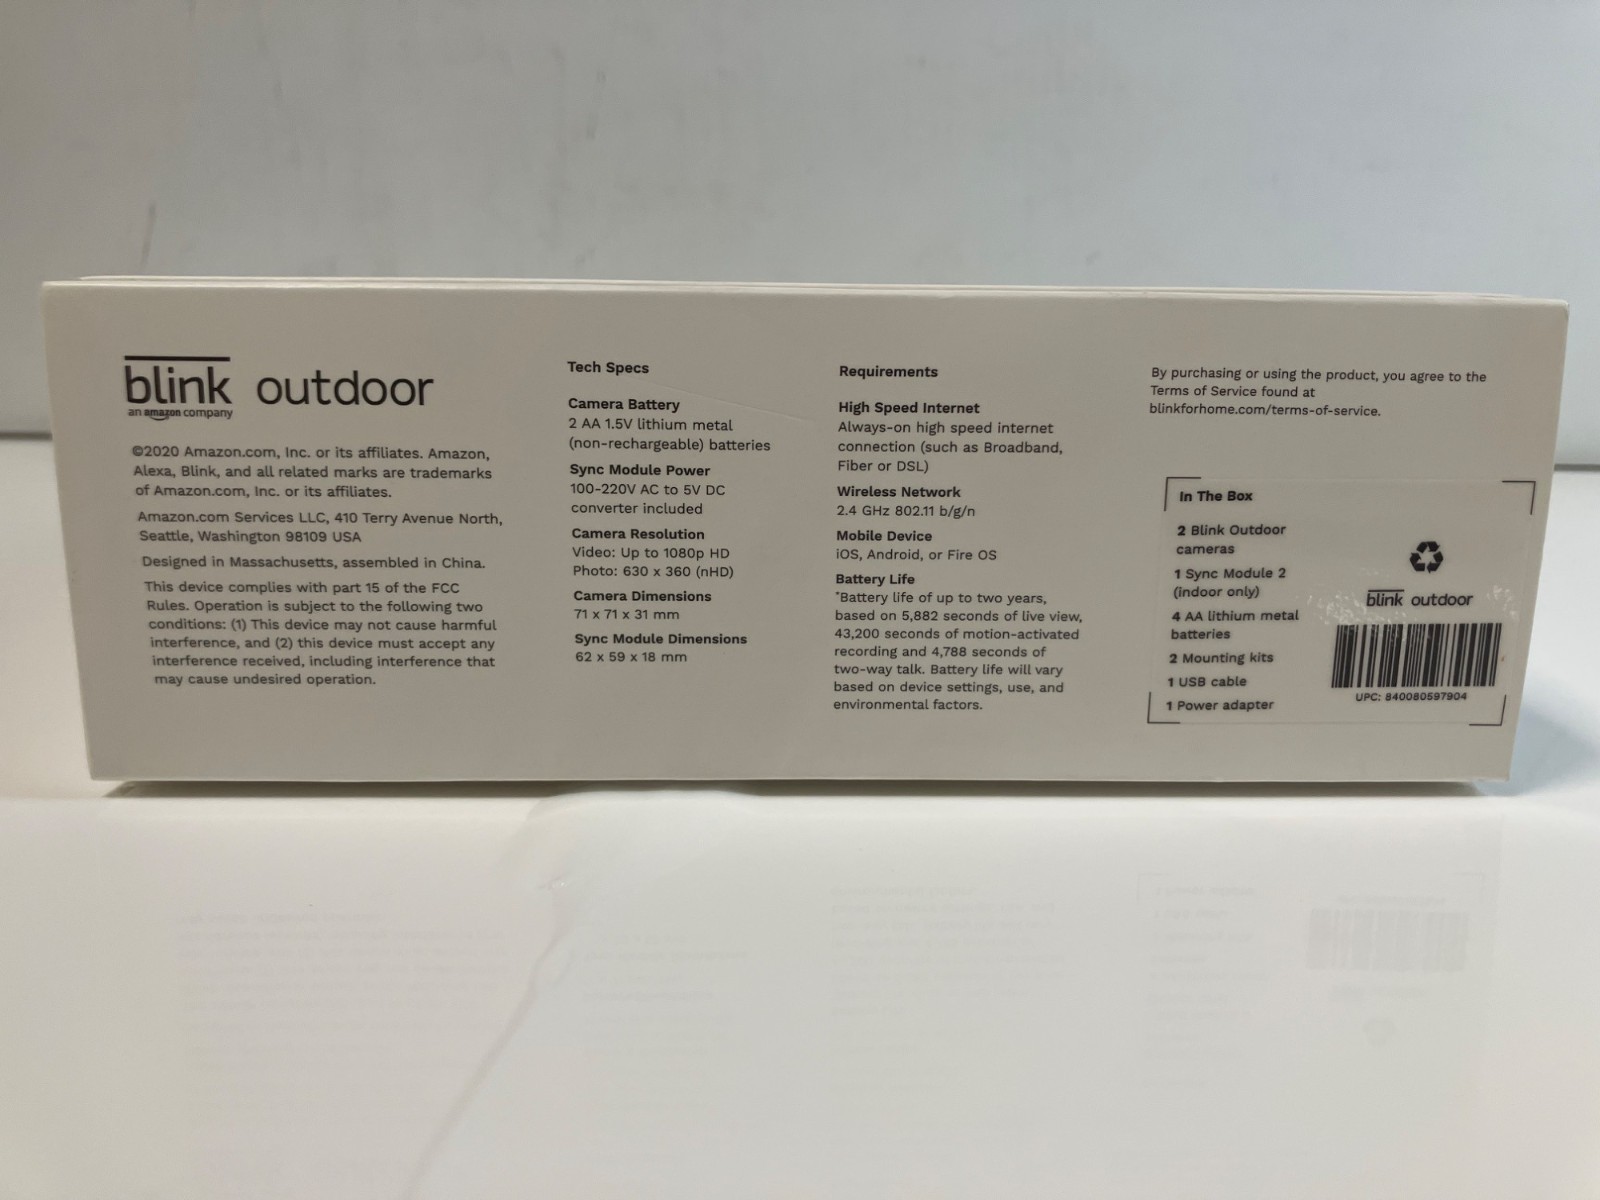 blink outdoor
an amazon company
©2020 Amazon.com, Inc. or its affiliates. Amazon,
Alexa, Blink, and all related marks are trademarks
of Amazon.com, Inc. or its affiliates.
Amazon.com Services LLC, 410 Terry Avenue North,
Seattle, Washington 98109 USA
Designed in Massachusetts, assembled in China.
This device complies with part 15 of the FCC
Rules. Operation is subject to the following two
conditions: (1) This device may not cause harmful
interference, and (2) this device must accept any
interference received, including interference that
may cause undesired operation.
Tech Specs
Camera Battery
2 AA 1.5V lithium metal
(non-rechargeable) batteries
Sync Module Power
100-220V AC to 5V DC
converter included
Camera Resolution
Video: Up to 1080p HD
Photo: 630 x 360 (nHD)
Camera Dimensions
71 x 71 x 31 mm
Sync Module Dimensions
62 x 59 x 18 mm
Requirements
High Speed Internet
Always-on high speed internet
connection (such as Broadband,
Fiber or DSL)
Wireless Network
2.4 GHz 802.11 b/g/n
Mobile Device
iOS, Android, or Fire OS
Battery Life
*Battery life of up to two years,
based on 5,882 seconds of live view,
43,200 seconds of motion-activated
recording and 4,788 seconds of
two-way talk. Battery life will vary
based on device settings, use, and
environmental factors.
By purchasing or using the product, you agree to the
Terms of Service found at
blinkforhome.com/terms-of-service.
In The Box
2 Blink Outdoor
cameras
1 Sync Module 2
(indoor only)
4 AA lithium metal
batteries
2 Mounting kits
1 USB cable
1 Power adapter
blink outdoor
UPC: 840080597904